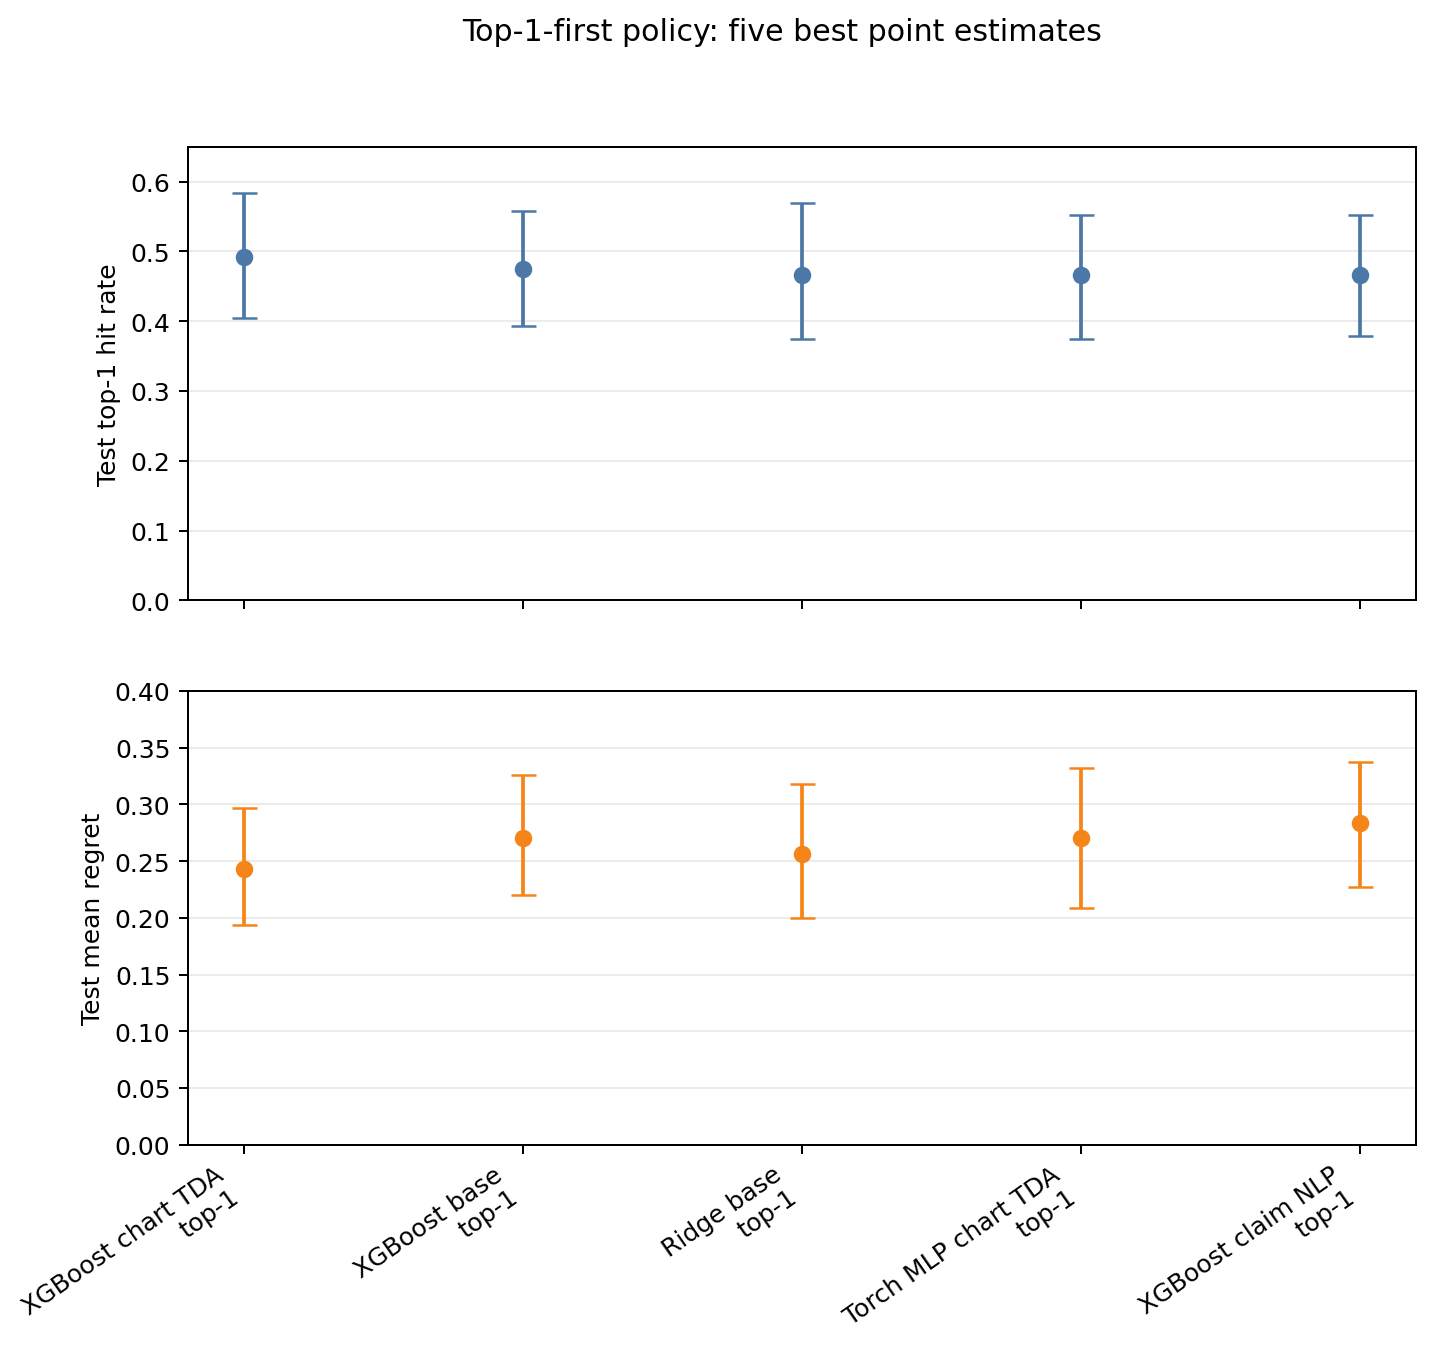 Top-1-first policy: five best point estimates
Test top-1 hit rate
0.6
0.5
0.4
0.3
0.2
0.1
0.0
Test mean regret
0.40
0.35
0.30
0.25
0.20
0.15
0.10
0.05
0.00
XGBoost chart TDA
top-1
XGBoost base
top-1
Ridge base
top-1
Torch MLP chart TDA
top-1
XGBoost claim NLP
top-1